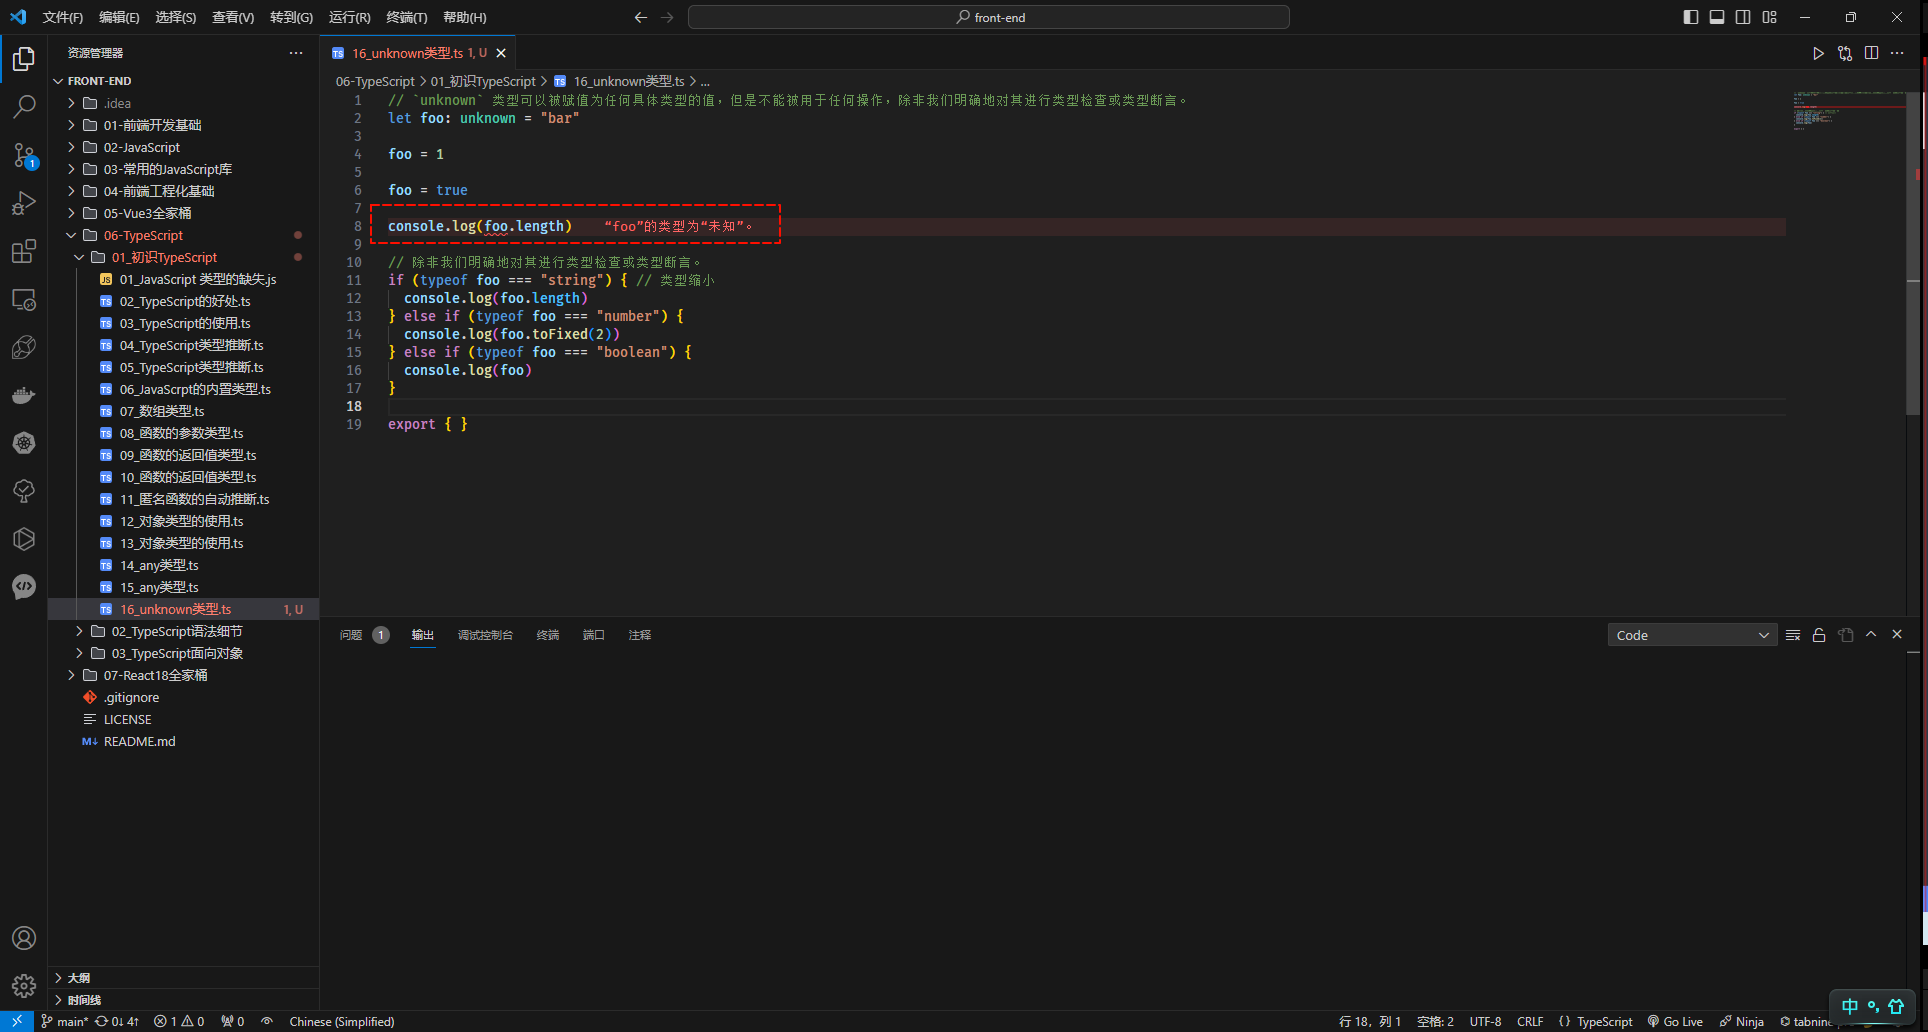 文件(F) 编辑(E) 选择(S) 查看(V) 转到(G) 运行(R) 终端(T) 帮助(H) front-end
资源管理器
16_unknown类型.ts 1, U
06-TypeScript > 01_初识TypeScript > 16_unknown类型.ts > ...
FRONT-END
.idea
01-前端开发基础
02-JavaScript
03-常用的JavaScript库
04-前端工程化基础
05-Vue3全家桶
06-TypeScript
01_初识TypeScript
01_JavaScript 类型的缺失.js
02_TypeScript的好处.ts
03_TypeScript的使用.ts
04_TypeScript类型推断.ts
05_TypeScript类型推断.ts
06_JavaScrpt的内置类型.ts
07_数组类型.ts
08_函数的参数类型.ts
09_函数的返回值类型.ts
10_函数的返回值类型.ts
11_匿名函数的自动推断.ts
12_对象类型的使用.ts
13_对象类型的使用.ts
14_any类型.ts
15_any类型.ts
16_unknown类型.ts 1, U
02_TypeScript语法细节
03_TypeScript面向对象
07-React18全家桶
.gitignore
LICENSE
README.md
大纲
时间线
1 // `unknown` 类型可以被赋值为任何具体类型的值，但是不能被用于任何操作，除非我们明确地对其进行类型检查或类型断言。
2 let foo: unknown = "bar"
3
4 foo = 1
5
6 foo = true
7
8 console.log(foo.length) “foo”的类型为“未知”。
9
10 // 除非我们明确地对其进行类型检查或类型断言。
11 if (typeof foo === "string") { // 类型缩小
12 console.log(foo.length)
13 } else if (typeof foo === "number") {
14 console.log(foo.toFixed(2))
15 } else if (typeof foo === "boolean") {
16 console.log(foo)
17 }
18
19 export { }
问题 1 输出 调试控制台 终端 端口 注释 Code
main* 0↓ 4↑ 1 0 0 Chinese (Simplified) 行 18，列 1 空格: 2 UTF-8 CRLF { } TypeScript Go Live Ninja
中